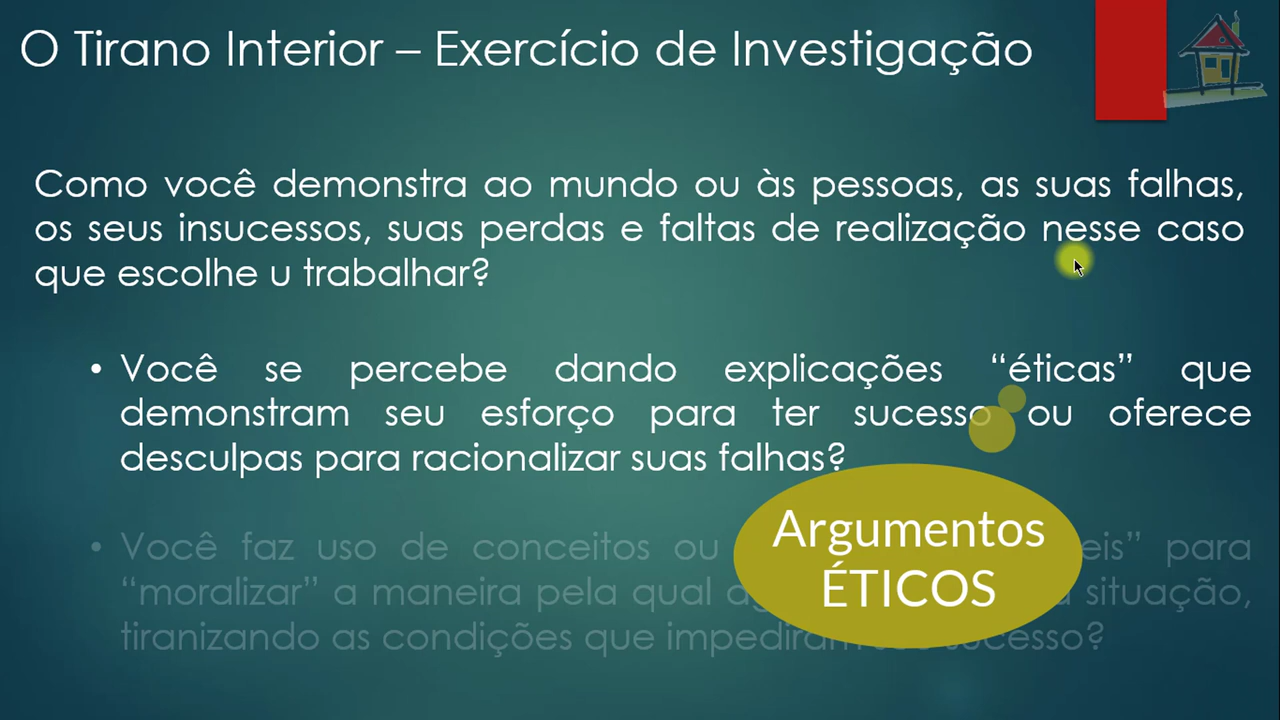 O Tirano Interior – Exercício de Investigação
Como você demonstra ao mundo ou às pessoas, as suas falhas,
os seus insucessos, suas perdas e faltas de realização nesse caso
que escolhe u trabalhar?
• Você se percebe dando explicações “éticas” que
demonstram seu esforço para ter sucesso ou oferece
desculpas para racionalizar suas falhas?
Argumentos
ÉTICOS
• Você faz uso de conceitos ou para
“moralizar” a maneira pela qual situação,
tiranizando as condições que impediram sucesso?